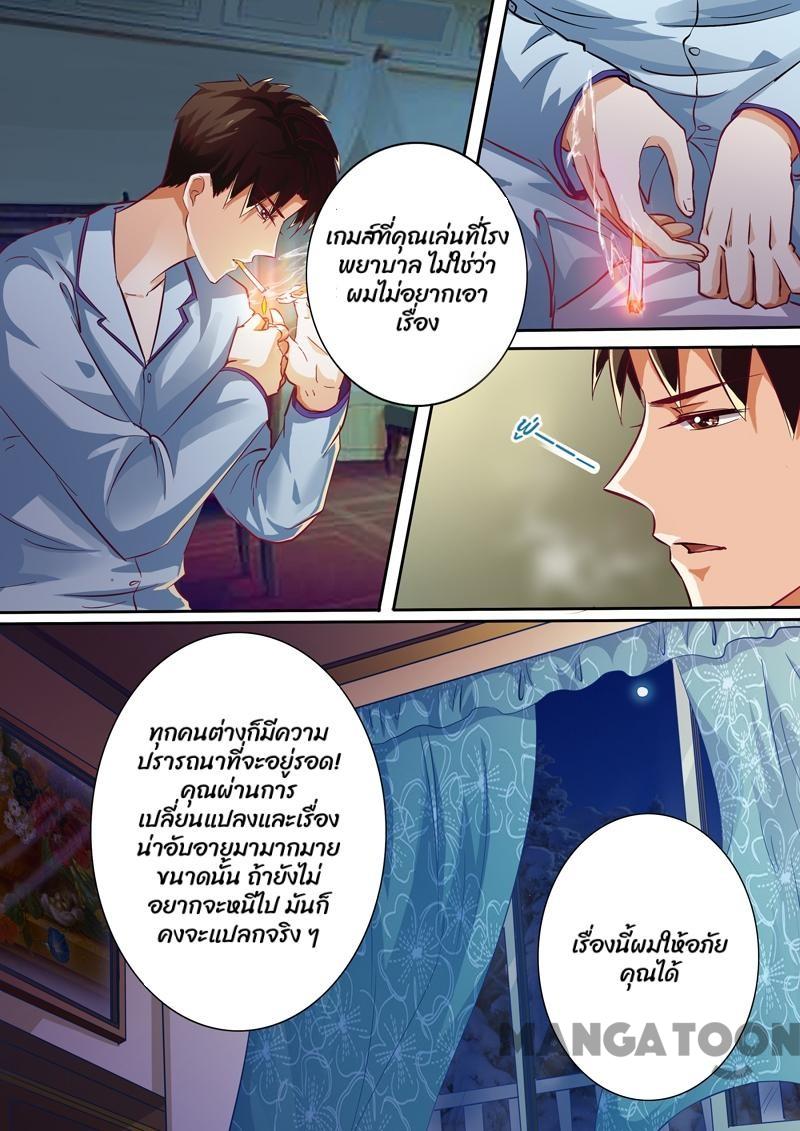 เกมส์ที่คุณเล่นที่โรง
พยาบาล ไม่ใช่ว่า
ผมไม่อยากเอา
เรื่อง
ฟู่————
ทุกคนต่างก็มีความ
ปรารถนาที่จะอยู่รอด!
คุณผ่านการ
เปลี่ยนแปลงและเรื่อง
น่าอับอายมามากมาย
ขนาดนั้น ถ้ายังไม่
อยากจะหนีไป มันก็
คงจะแปลกจริง ๆ
เรื่องนี้ผมให้อภัย
คุณได้
MANGATOON